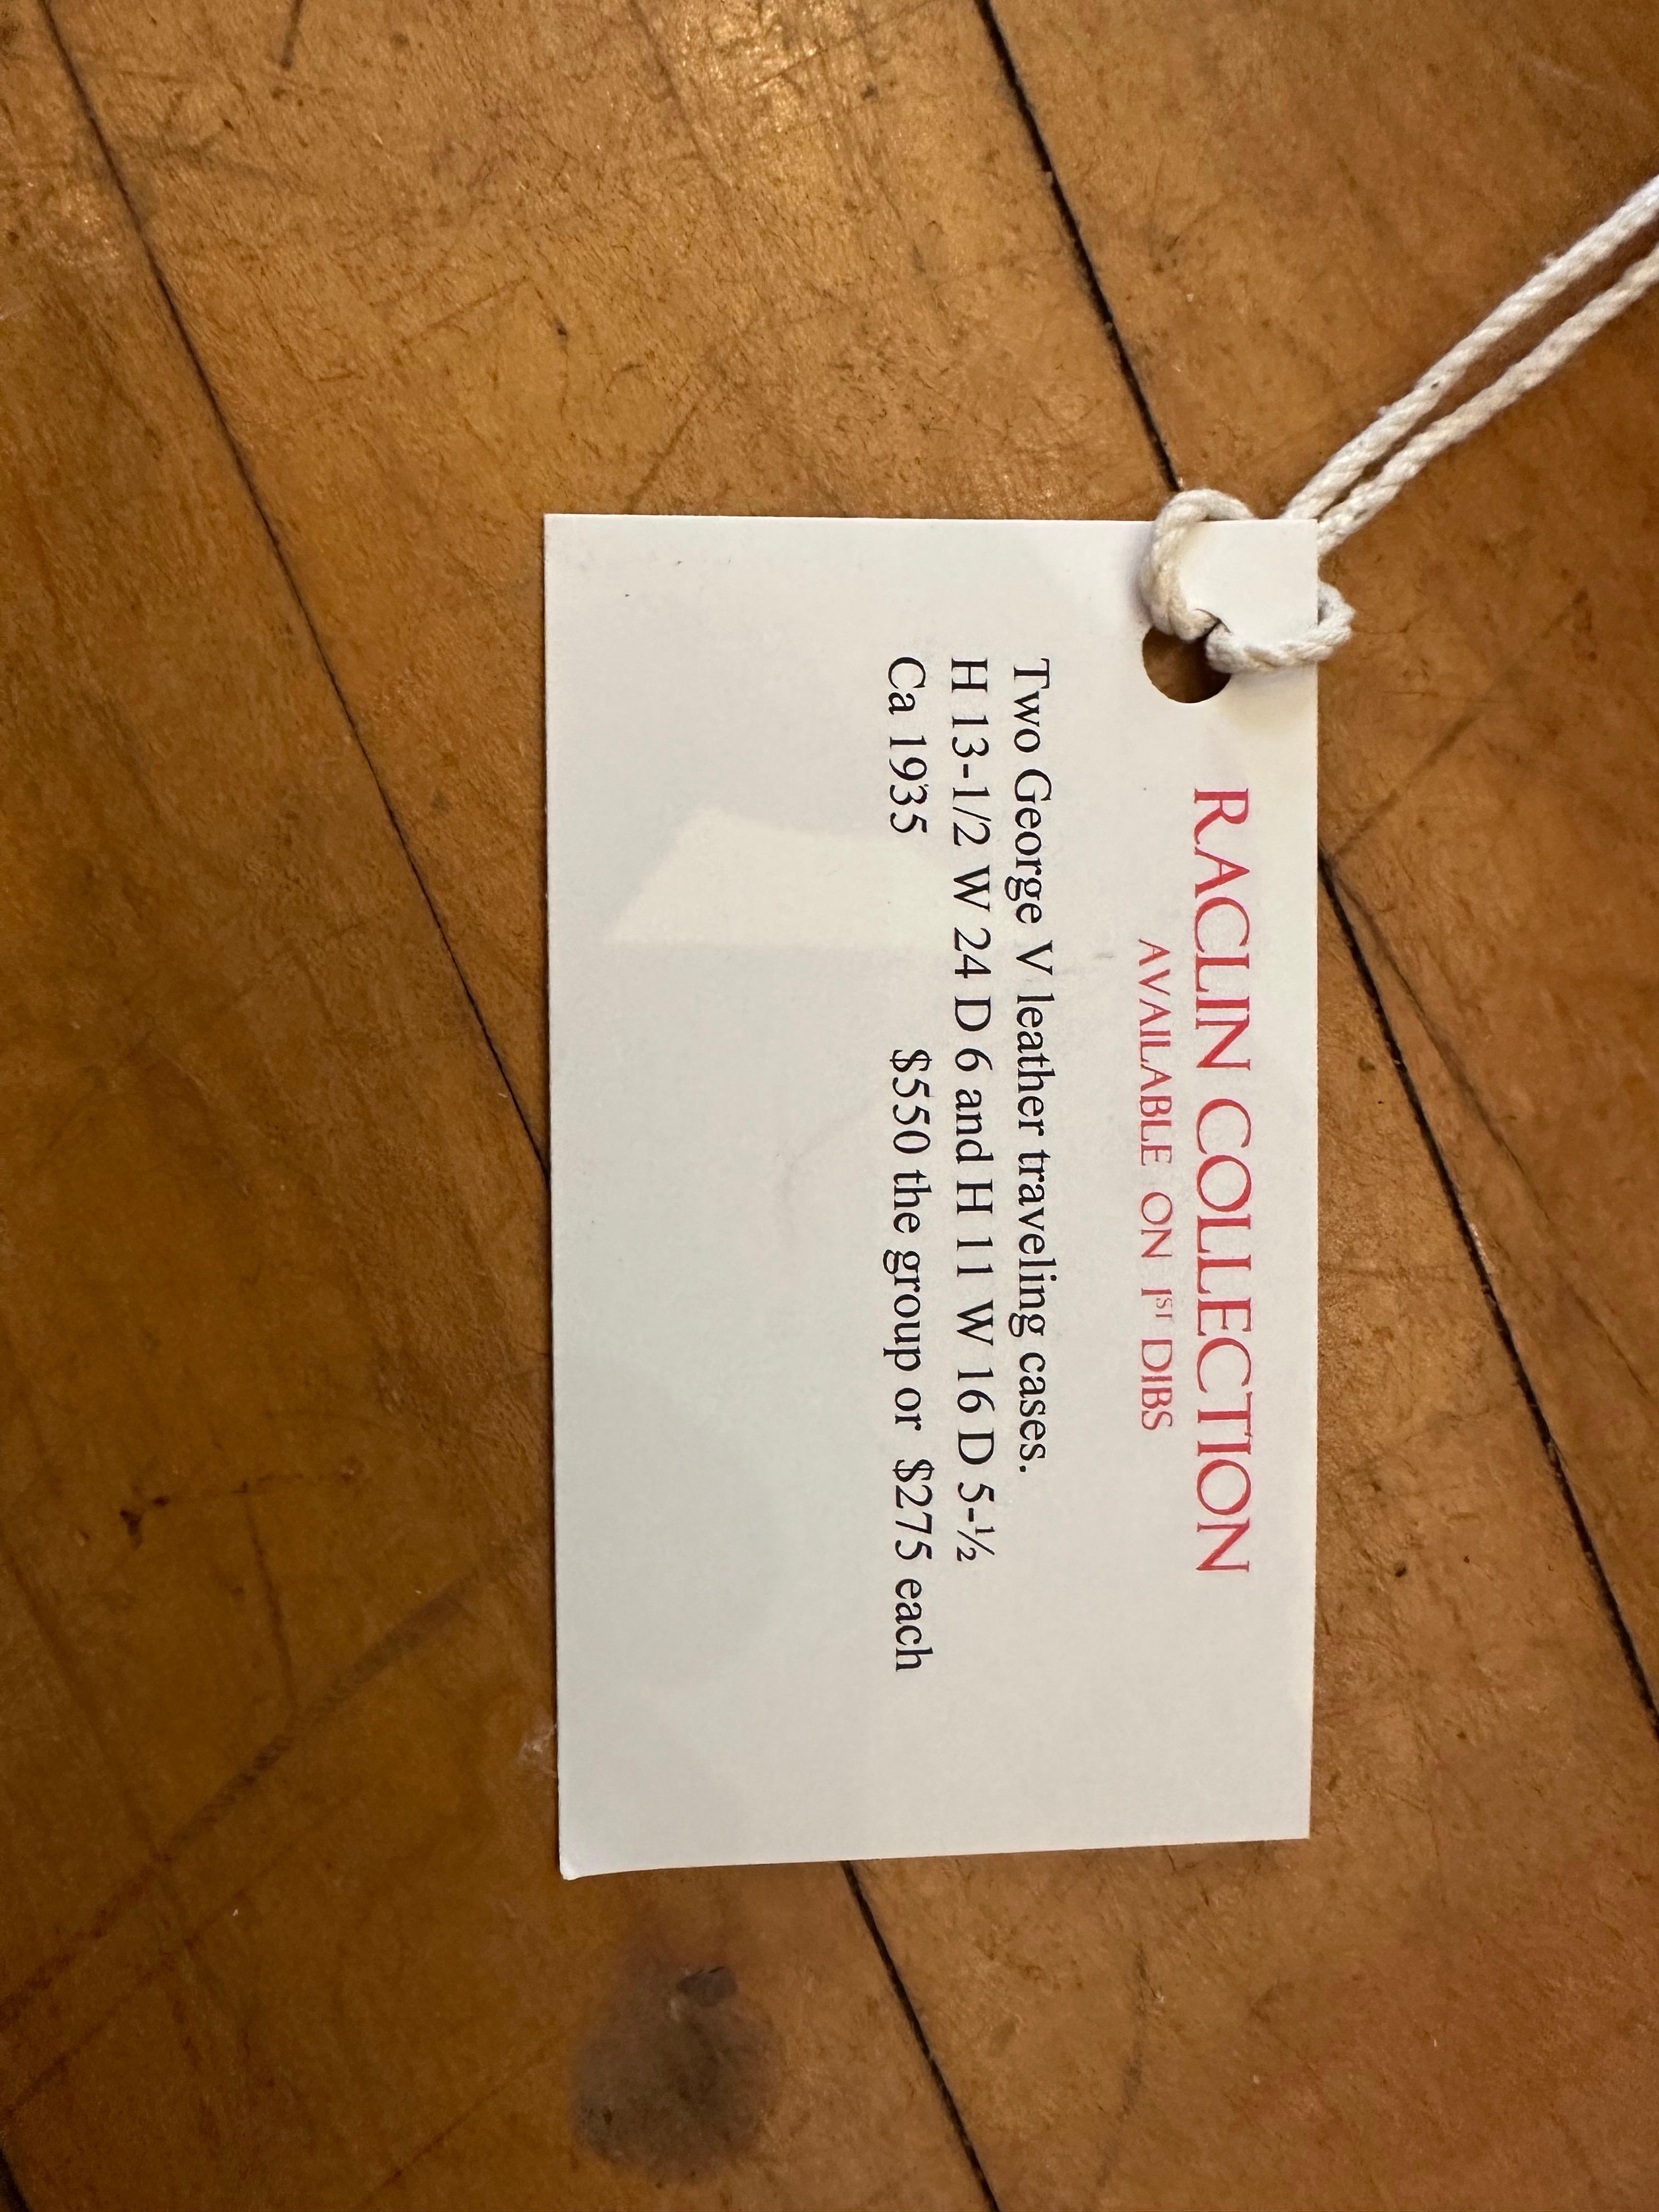 RACLIN COLLECTION
AVAILABLE ON 1ST DIBS
Two George V leather traveling cases.
H 13-1/2 W 24 D 6 and H 11 W 16 D 5-½
Ca 1935 $550 the group or $275 each